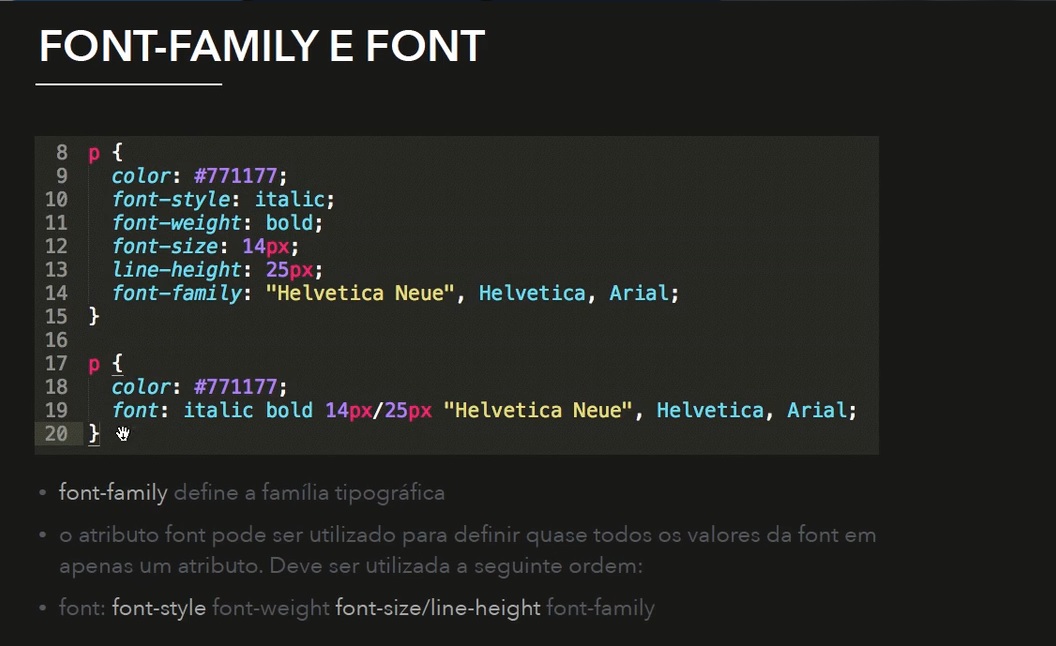 FONT-FAMILY E FONT
8 p {
9 color: #771177;
10 font-style: italic;
11 font-weight: bold;
12 font-size: 14px;
13 line-height: 25px;
14 font-family: "Helvetica Neue", Helvetica, Arial;
15 }
16
17 p {
18 color: #771177;
19 font: italic bold 14px/25px "Helvetica Neue", Helvetica, Arial;
20 }
• font-family define a família tipográfica
• o atributo font pode ser utilizado para definir quase todos os valores da font em
apenas um atributo. Deve ser utilizada a seguinte ordem:
• font: font-style font-weight font-size/line-height font-family